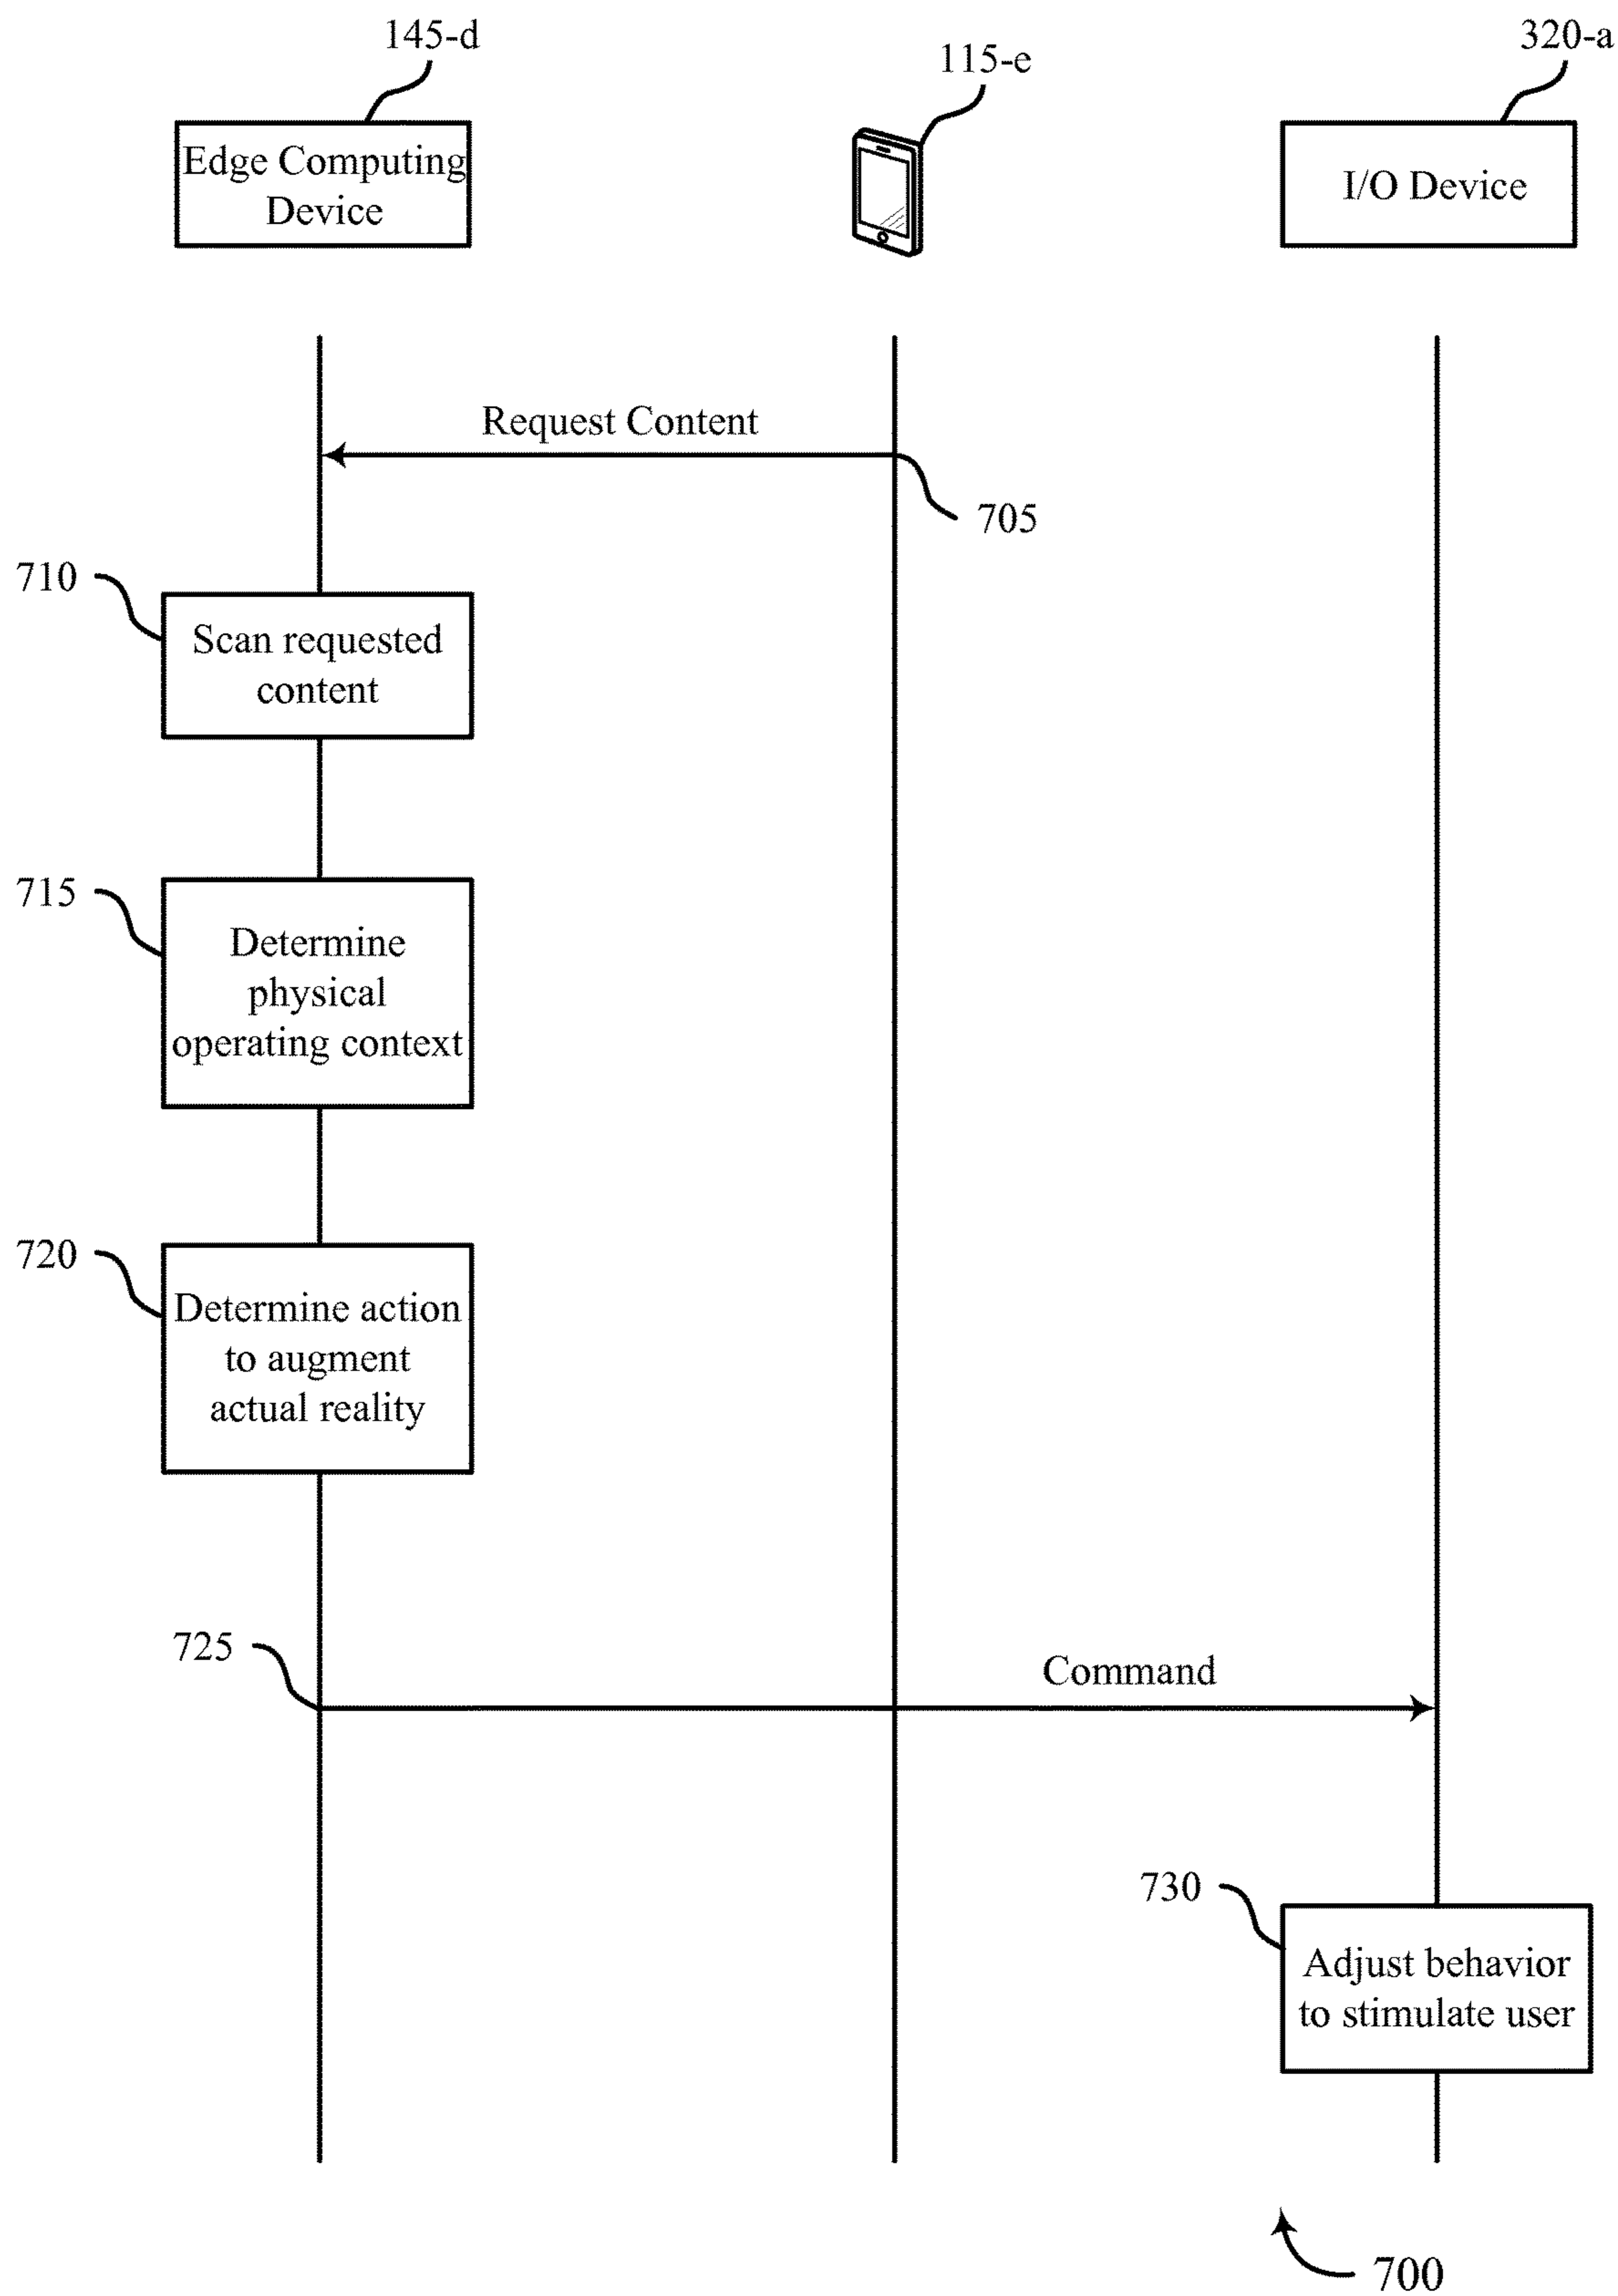 145-d
115-e
320-a
Edge Computing
Device
I/O Device
Request Content
705
710
Scan requested
content
715
Determine
physical
operating context
720
Determine action
to augment
actual reality
725
Command
730
Adjust behavior
to stimulate user
700